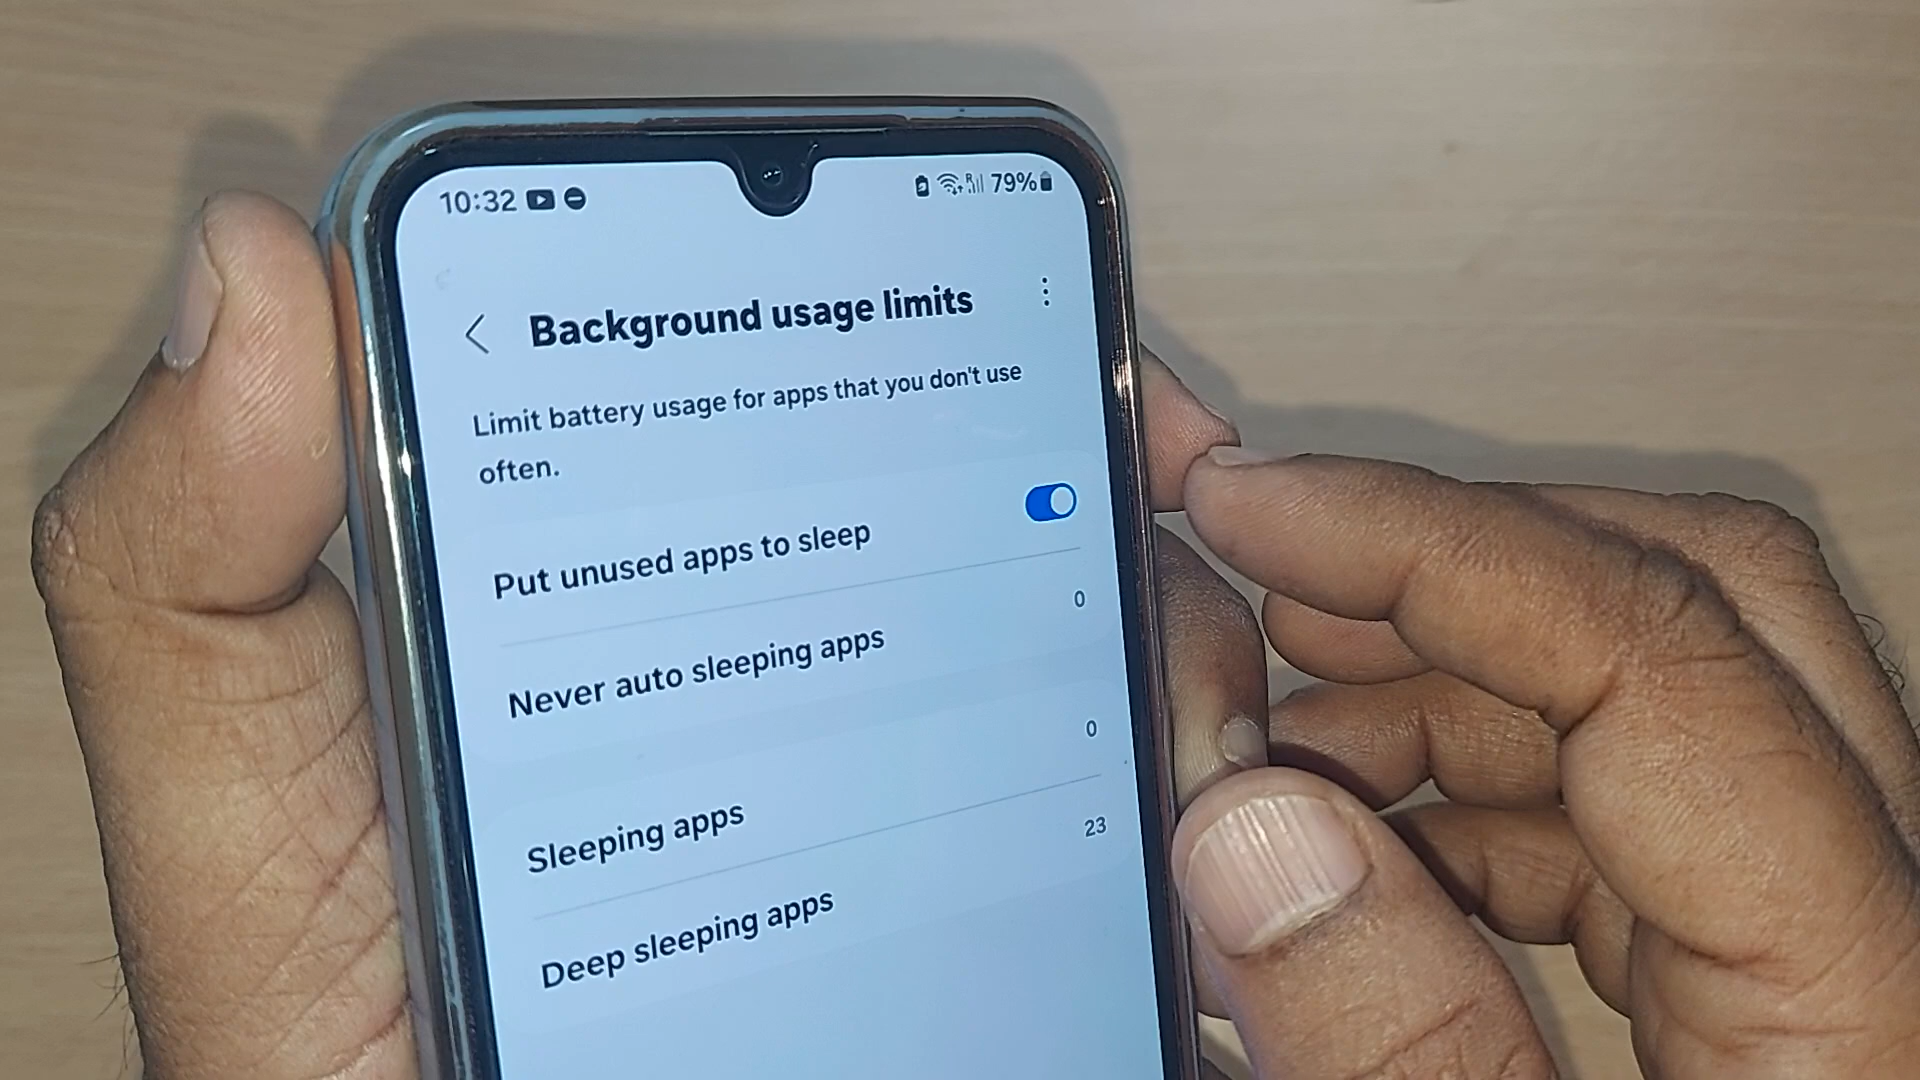 10:32 R 79%
Background usage limits
Limit battery usage for apps that you don't use
often.
Put unused apps to sleep
Never auto sleeping apps 0
Sleeping apps 0
Deep sleeping apps 23